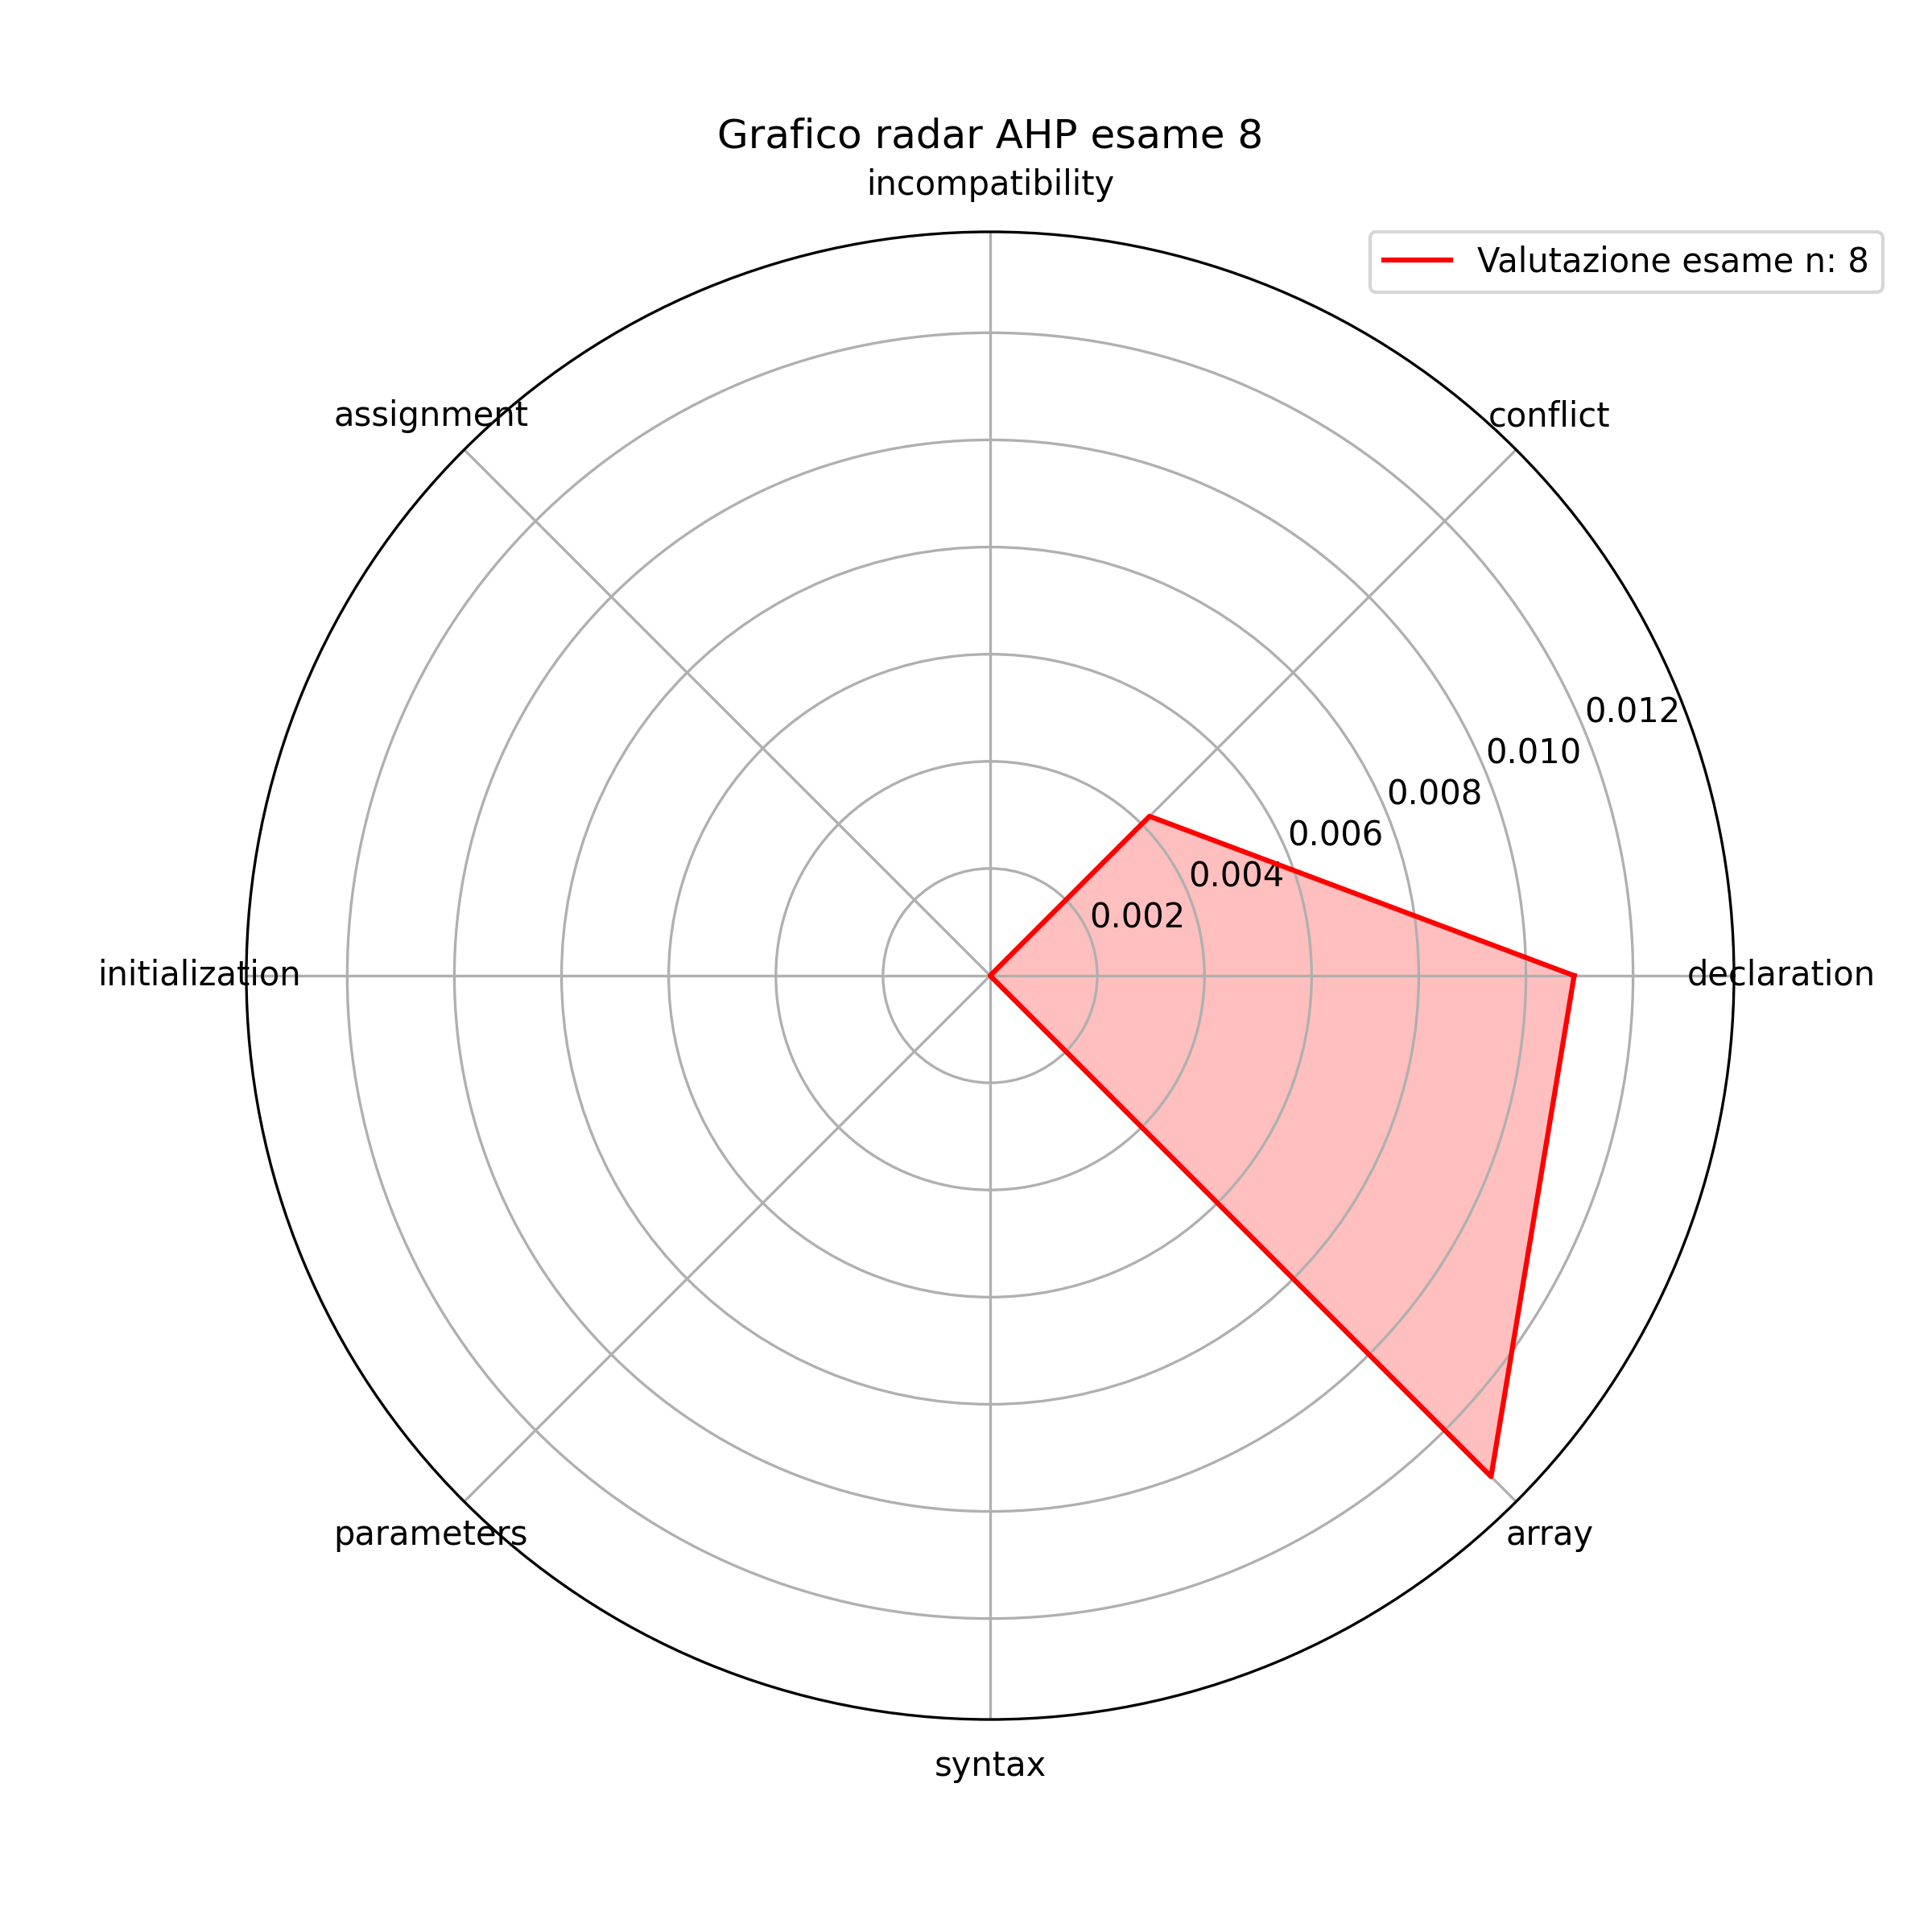 Grafico radar AHP esame 8
incompatibility
Valutazione esame n: 8
assignment
conflict
0.012
0.010
0.008
0.006
0.004
0.002
initialization
declaration
parameters
array
syntax